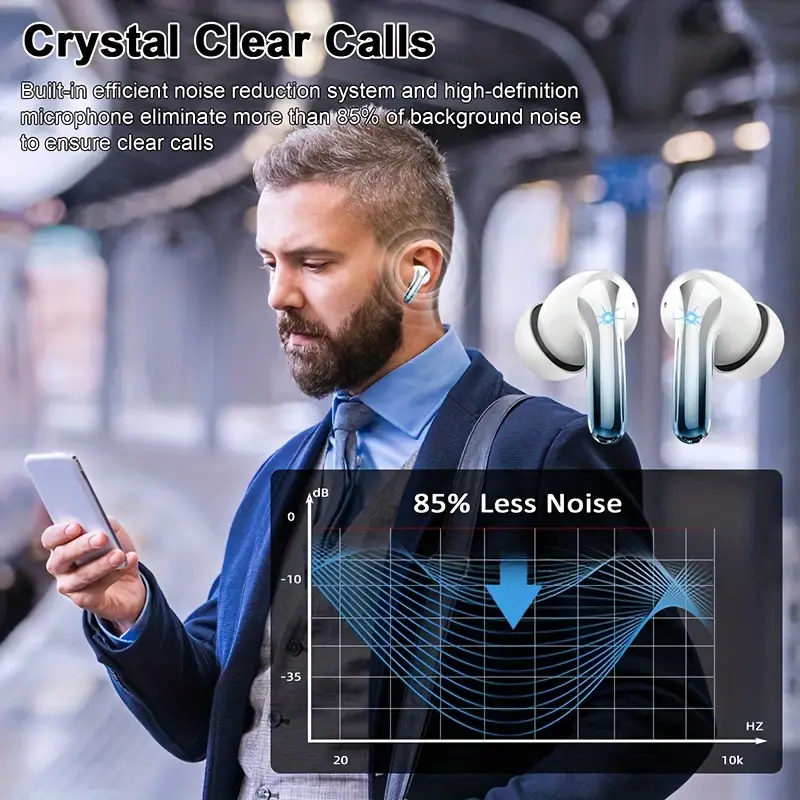 Crystal Clear Calls
Built-in efficient noise reduction system and high-definition
microphone eliminate more than 85% of background noise
to ensure clear calls
dB
85% Less Noise
0
-10
-35
HZ
20
10k